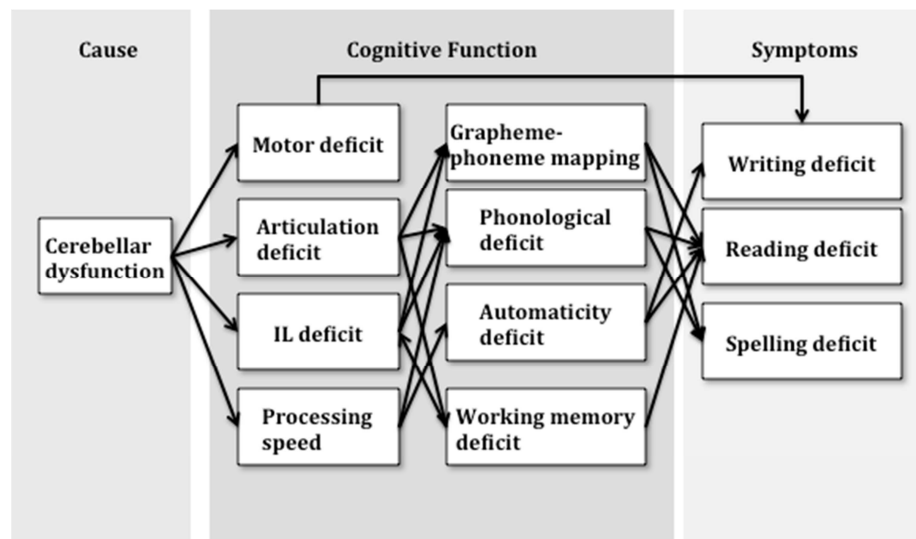 Cause
Cognitive Function
Symptoms
Cerebellar
dysfunction
Motor deficit
Articulation
deficit
IL deficit
Processing
speed
Grapheme-
phoneme mapping
Phonological
deficit
Automaticity
deficit
Working memory
deficit
Writing deficit
Reading deficit
Spelling deficit